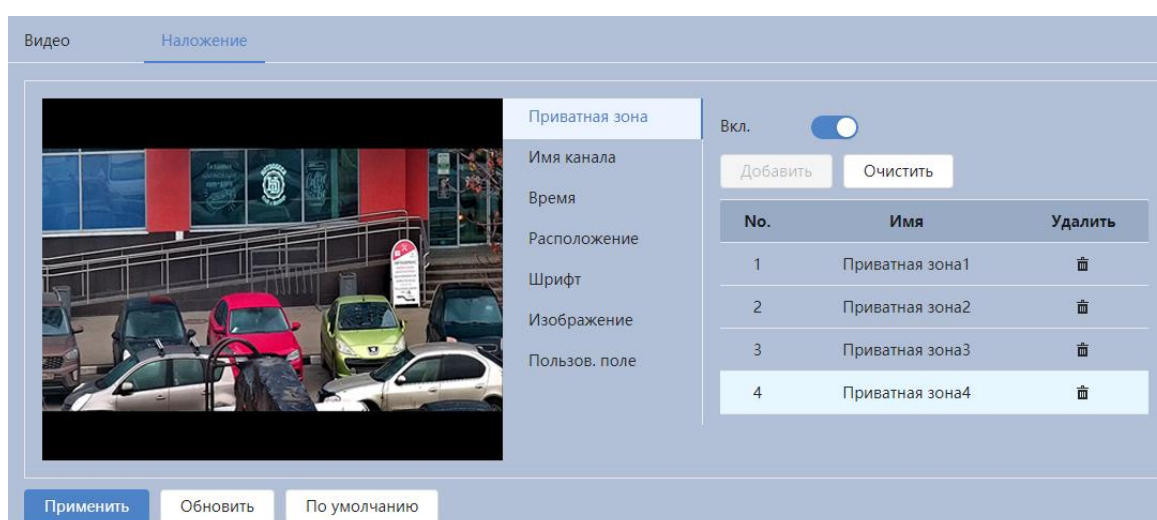 Видео Наложение
Приватная зона
Имя канала
Время
Расположение
Шрифт
Изображение
Пользов. поле
Вкл.
Добавить Очистить
No. Имя Удалить
1 Приватная зона1
2 Приватная зона2
3 Приватная зона3
4 Приватная зона4
Применить Обновить По умолчанию